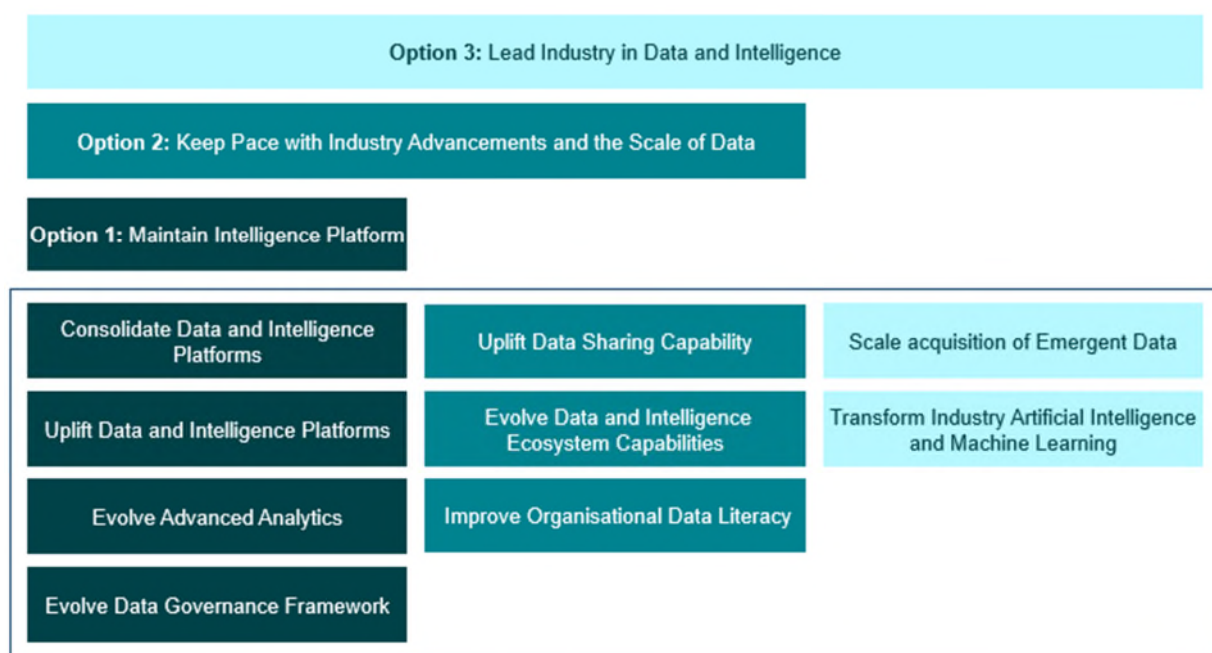 Option 3: Lead Industry in Data and Intelligence
Option 2: Keep Pace with Industry Advancements and the Scale of Data
Option 1: Maintain Intelligence Platform
Consolidate Data and Intelligence
Platforms
Uplift Data Sharing Capability
Scale acquisition of Emergent Data
Uplift Data and Intelligence Platforms
Evolve Data and Intelligence
Ecosystem Capabilities
Transform Industry Artificial Intelligence
and Machine Learning
Evolve Advanced Analytics
Improve Organisational Data Literacy
Evolve Data Governance Framework